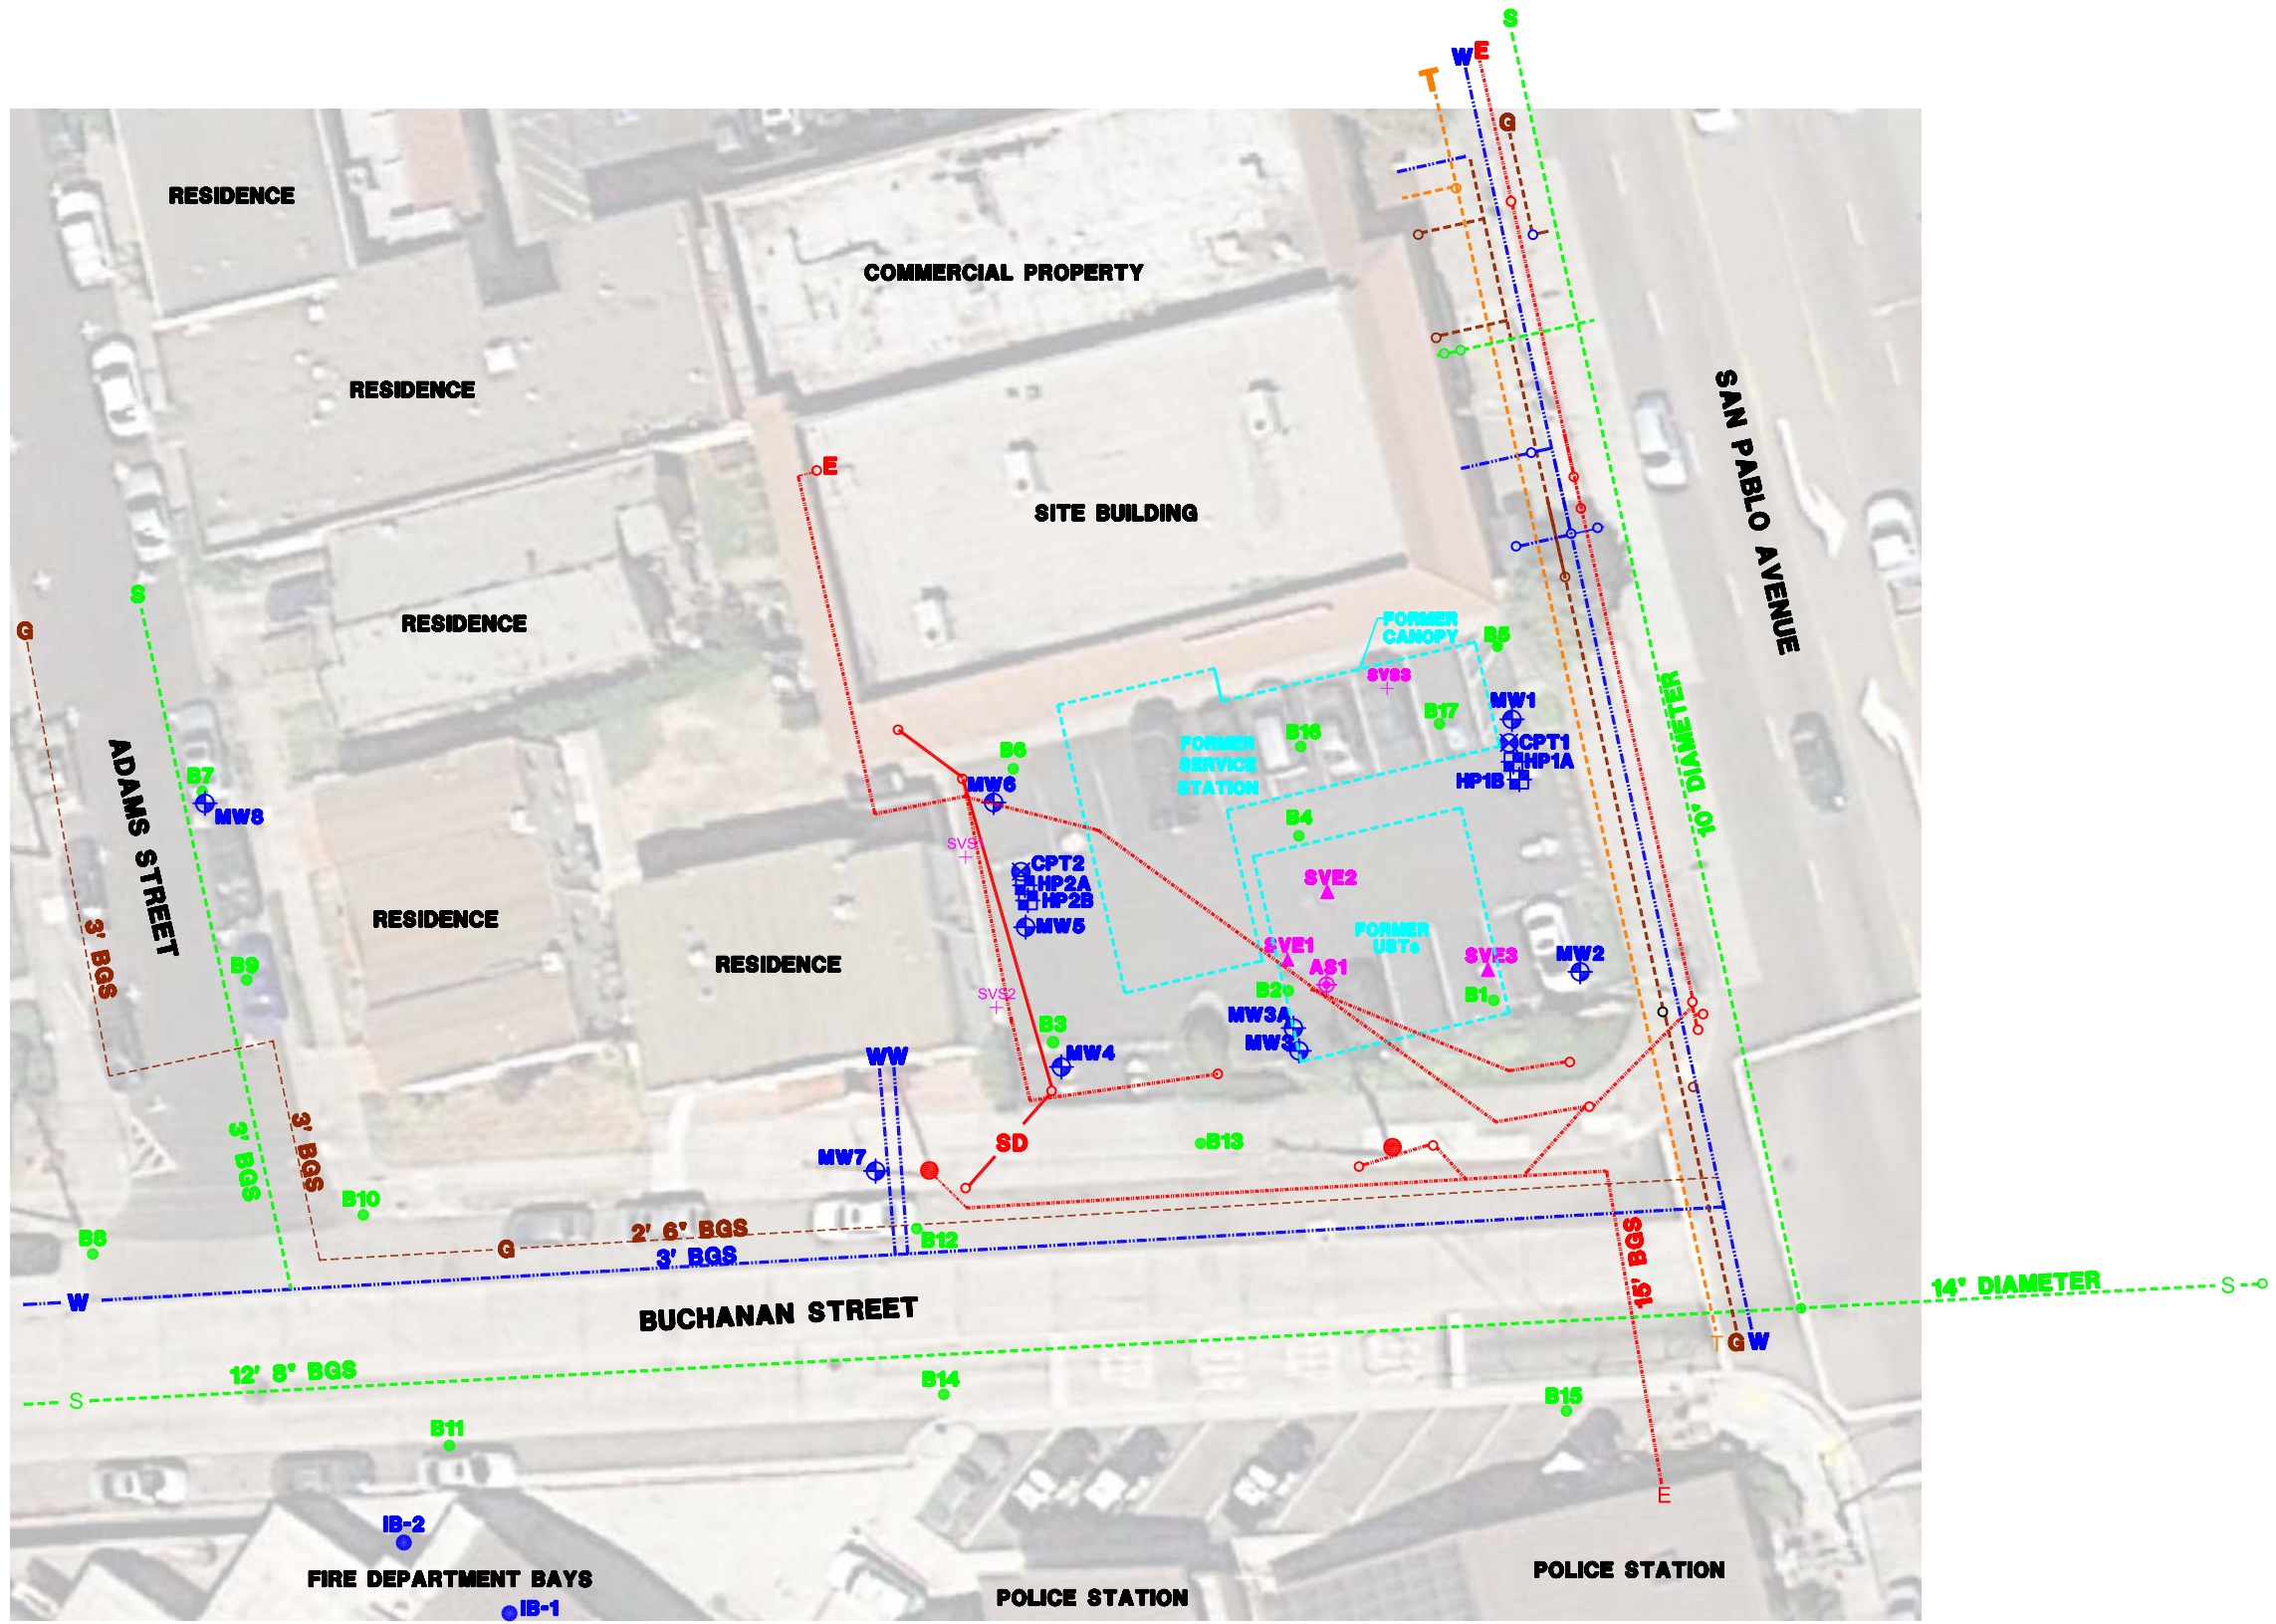 S
W E
T
G
RESIDENCE
COMMERCIAL PROPERTY
RESIDENCE
SAN PABLO AVENUE
E
SITE BUILDING
S
G
RESIDENCE
FORMER
CANOPY
B5
SVS3
MW1
B17
B16
10" DIAMETER
CPT1
HP1A
HP1B
FORMER
SERVICE
STATION
B6
MW6
ADAMS STREET
B7
MW8
B4
SVS
CPT2
HP2A
HP2B
MW5
SVE2
RESIDENCE
3' BGS
FORMER
USTs
SVE1
AS1
SVE3
MW2
RESIDENCE
B9
SVS2
B2
B1
MW3A
MW3
B3
MW4
WW
3' BGS
3' BGS
SD
B13
MW7
B10
B8
G
2' 6" BGS
3' BGS
B12
15' BGS
W
BUCHANAN STREET
14" DIAMETER
S
T G W
12' 8" BGS
S
B14
B15
B11
E
IB-2
FIRE DEPARTMENT BAYS
IB-1
POLICE STATION
POLICE STATION